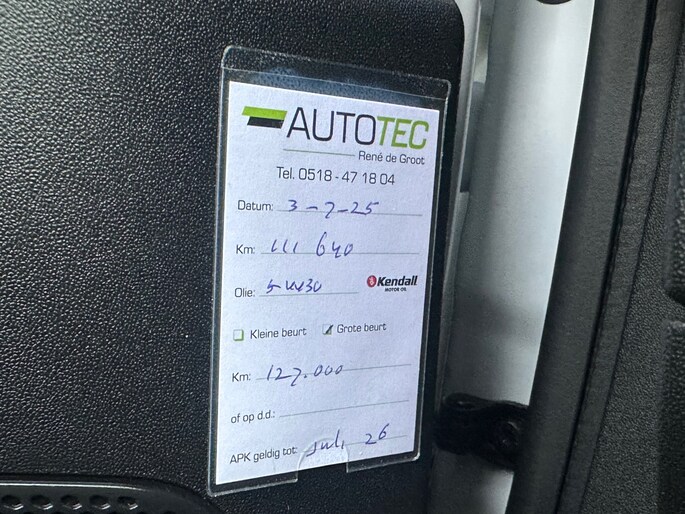 AUTOTEC
René de Groot
Tel. 0518 - 47 18 04
Datum: 3-7-25
Km: 111 640
Olie: 5W30 Kendall
MOTOR OIL
Kleine beurt Grote beurt
Km: 127.000
of op d.d.:
APK geldig tot: Juli 26